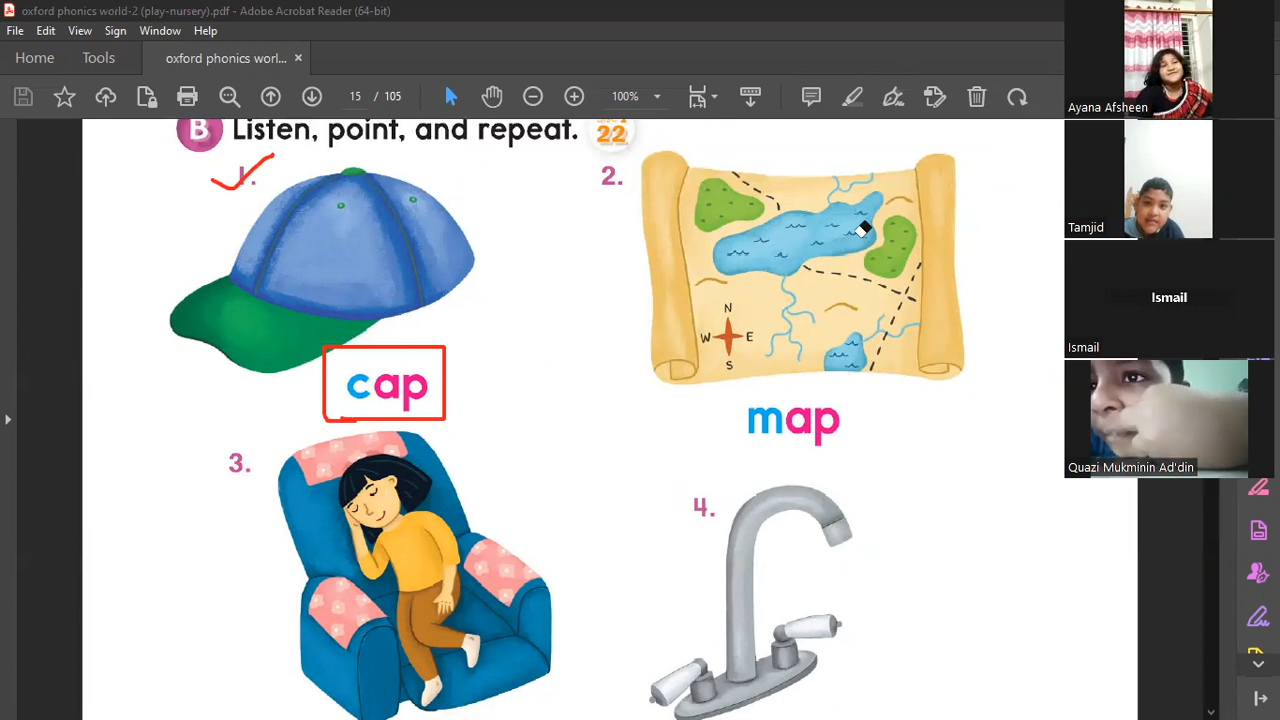 oxford phonics world-2 (play-nursery).pdf - Adobe Acrobat Reader (64-bit)
File Edit View Sign Window Help
Home Tools oxford phonics worl... ×
15 / 105 100%
B Listen, point, and repeat. 22
1.
cap
2.
N
W E
S
map
3.
4.
Ayana Afsheen
Tamjid
Ismail
Ismail
Quazi Mukminin Ad'din